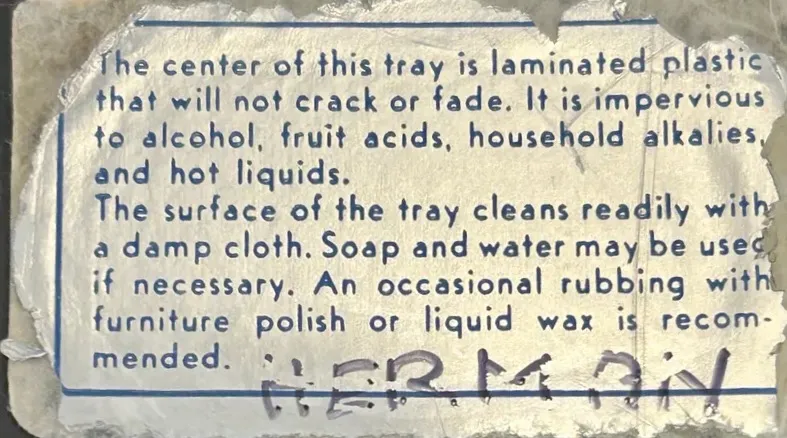 The center of this tray is laminated plastic
that will not crack or fade. It is impervious
to alcohol, fruit acids, household alkalies,
and hot liquids.
The surface of the tray cleans readily with
a damp cloth. Soap and water may be used
if necessary. An occasional rubbing with
furniture polish or liquid wax is recom-
mended.
HERMAN